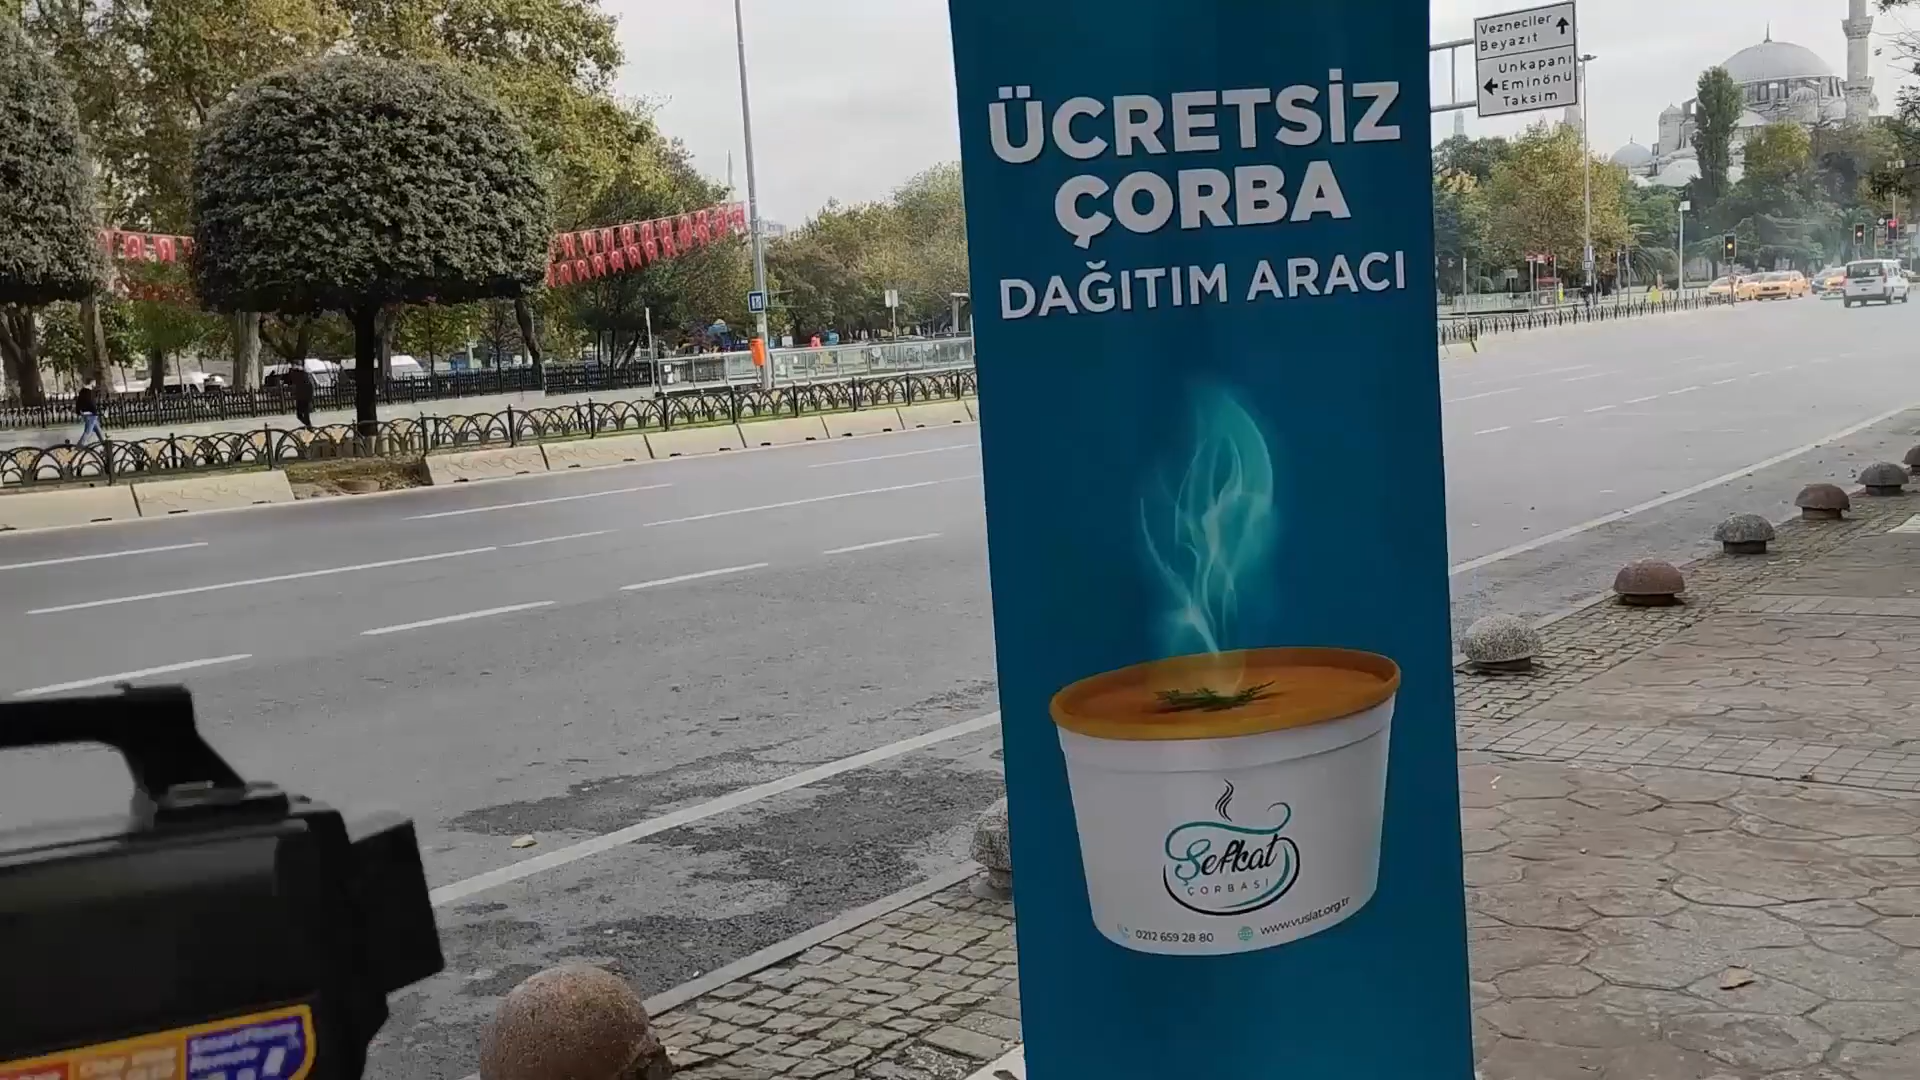 ÜCRETSİZ
ÇORBA
DAĞITIM ARACI
Şefkat
ÇORBASI
0212 659 28 80 www.vuslat.org.tr
Vezneciler
Beyazıt
Unkapanı
Eminönü
Taksim